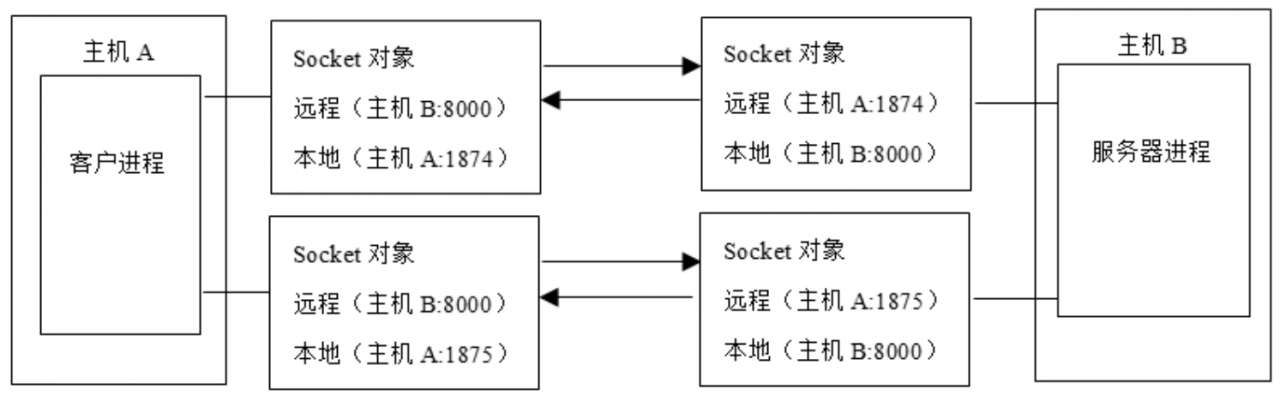 主机 A
客户进程
Socket 对象
远程（主机 B:8000）
本地（主机 A:1874）
Socket 对象
远程（主机 A:1874）
本地（主机 B:8000）
主机 B
服务器进程
Socket 对象
远程（主机 B:8000）
本地（主机 A:1875）
Socket 对象
远程（主机 A:1875）
本地（主机 B:8000）